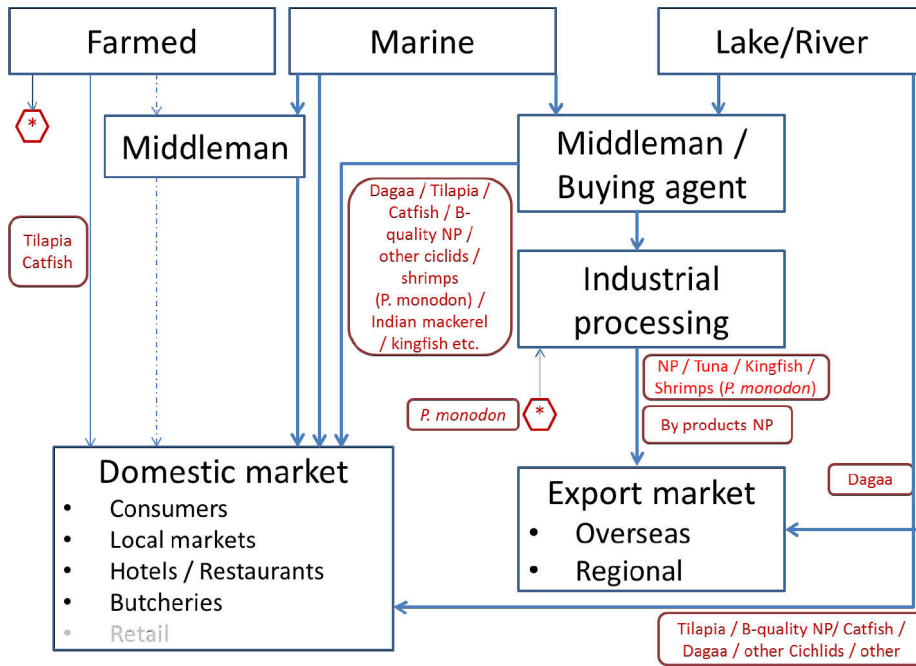 Farmed
Marine
Lake/River
*
Middleman
Middleman /
Buying agent
Dagaa / Tilapia /
Catfish / B-
quality NP /
other ciclids /
shrimps
(P. monodon) /
Indian mackerel
/ kingfish etc.
Tilapia
Catfish
Industrial
processing
NP / Tuna / Kingfish /
Shrimps (P. monodon)
P. monodon
*
By products NP
Domestic market
• Consumers
• Local markets
• Hotels / Restaurants
• Butcheries
• Retail
Export market
• Overseas
• Regional
Dagaa
Tilapia / B-quality NP/ Catfish /
Dagaa / other Cichlids / other